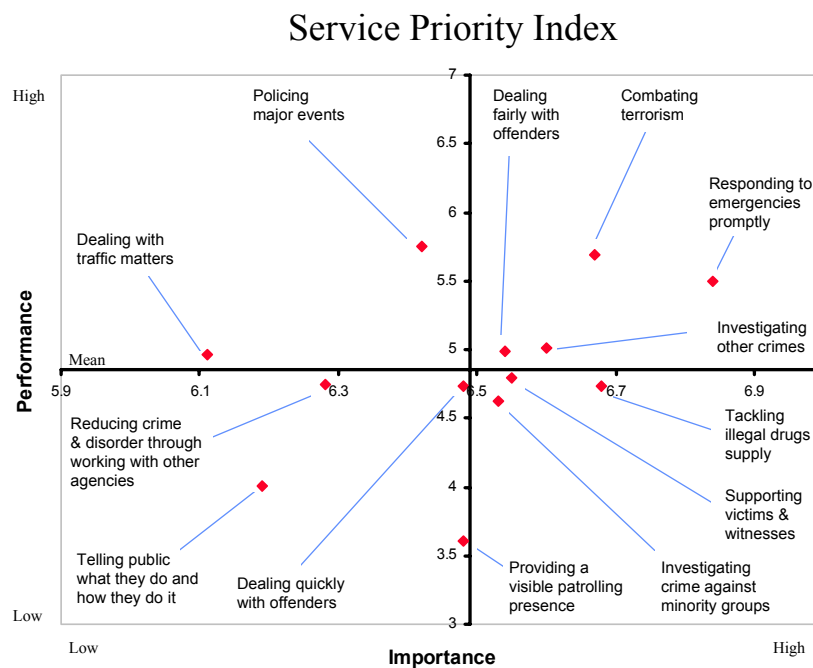 Service Priority Index
High
7
Policing
major events
Dealing
fairly with
offenders
Combating
terrorism
6.5
6
Responding to
emergencies
promptly
Dealing with
traffic matters
5.5
5
Investigating
other crimes
Mean
Performance
5.9
6.1
6.3
6.5
6.7
6.9
4.5
Reducing crime
& disorder through
working with other
agencies
Tackling
illegal drugs
supply
4
Supporting
victims &
witnesses
3.5
Telling public
what they do and
how they do it
Dealing quickly
with offenders
Providing a
visible patrolling
presence
Investigating
crime against
minority groups
Low
3
Low
Importance
High